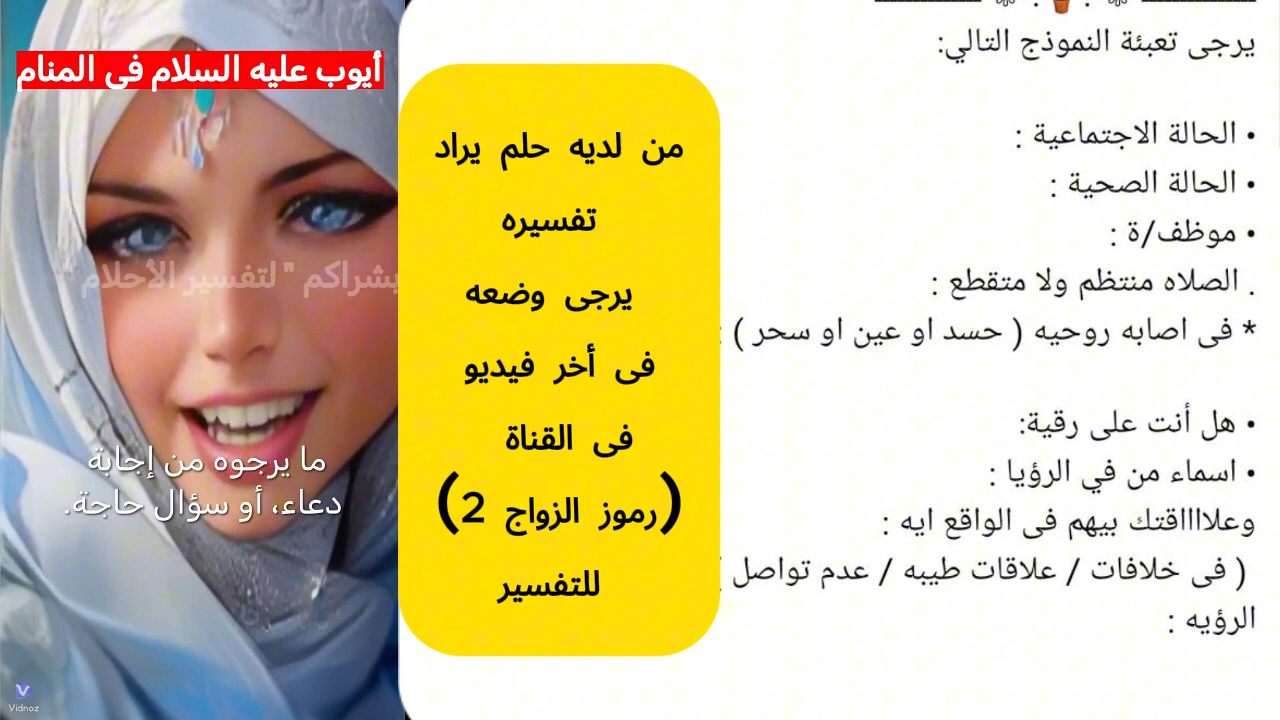 أيوب عليه السلام فى المنام
بشراكم " لتفسير الأحلام "
ما يرجوه من إجابة
دعاء، أو سؤال حاجة.
Vidnoz
من لديه حلم يراد
تفسيره
يرجى وضعه
فى أخر فيديو
فى القناة
(رموز الزواج 2)
للتفسير
يرجى تعبئة النموذج التالي:
• الحالة الاجتماعية :
• الحالة الصحية :
• موظف/ة :
. الصلاه منتظم ولا متقطع :
* فى اصابه روحيه ( حسد او عين او سحر ) :
• هل أنت على رقية:
• اسماء من في الرؤيا :
وعلااااقتك بيهم فى الواقع ايه :
( فى خلافات / علاقات طيبه / عدم تواصل )
الرؤيه :